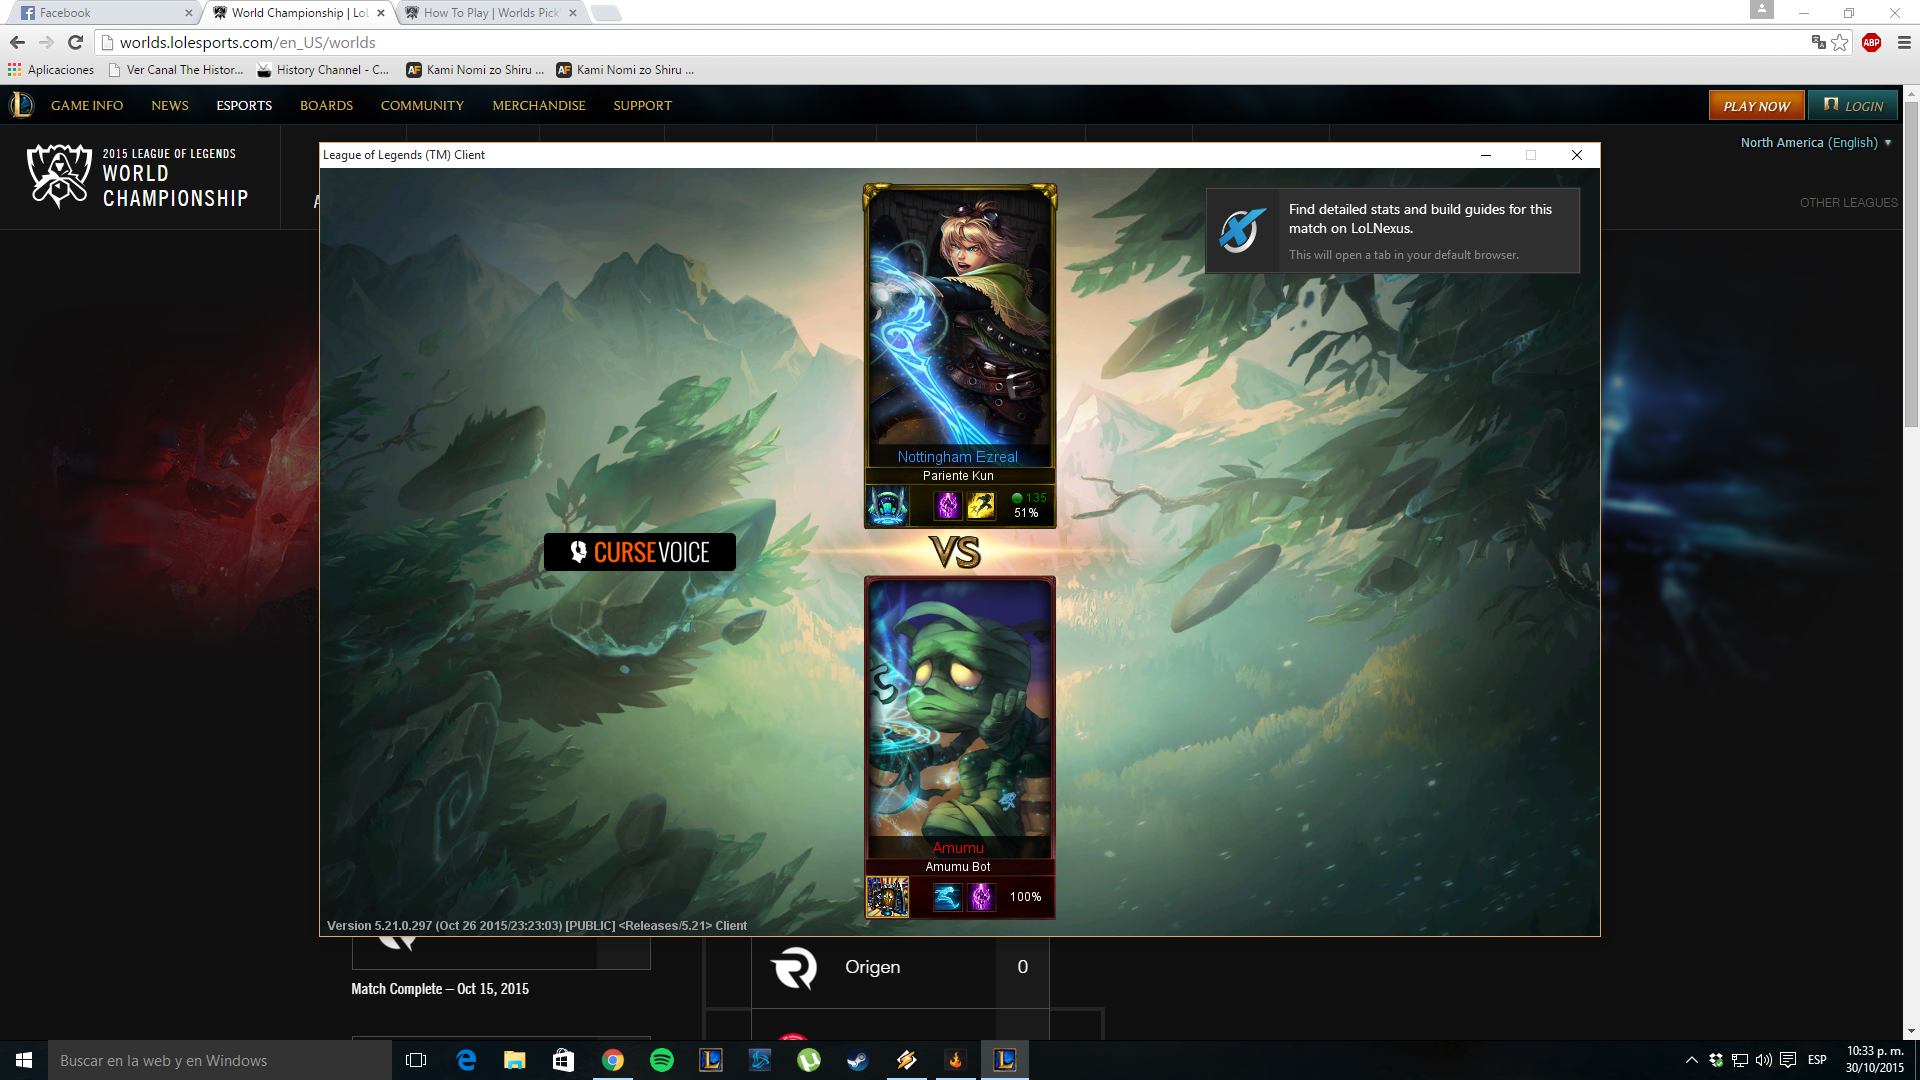 Facebook
World Championship | LoL
How To Play | Worlds Pick
worlds.lolesports.com/en_US/worlds
ABP
Aplicaciones
Ver Canal The Histor...
History Channel - C...
AF
Kami Nomi zo Shiru ...
AF
Kami Nomi zo Shiru ...
GAME INFO
NEWS
ESPORTS
BOARDS
COMMUNITY
MERCHANDISE
SUPPORT
PLAY NOW
LOGIN
2015 LEAGUE OF LEGENDS
WORLD
CHAMPIONSHIP
North America (English)
OTHER LEAGUES
League of Legends (TM) Client
Find detailed stats and build guides for this
match on LoLNexus.
This will open a tab in your default browser.
Nottingham Ezreal
Pariente Kun
135
51%
CURSEVOICE
VS
Amumu
Amumu Bot
100%
Version 5.21.0.297 (Oct 26 2015/23:23:03) [PUBLIC] <Releases/5.21> Client
Origen
0
Match Complete – Oct 15, 2015
Buscar en la web y en Windows
ESP
10:33 p. m.
30/10/2015